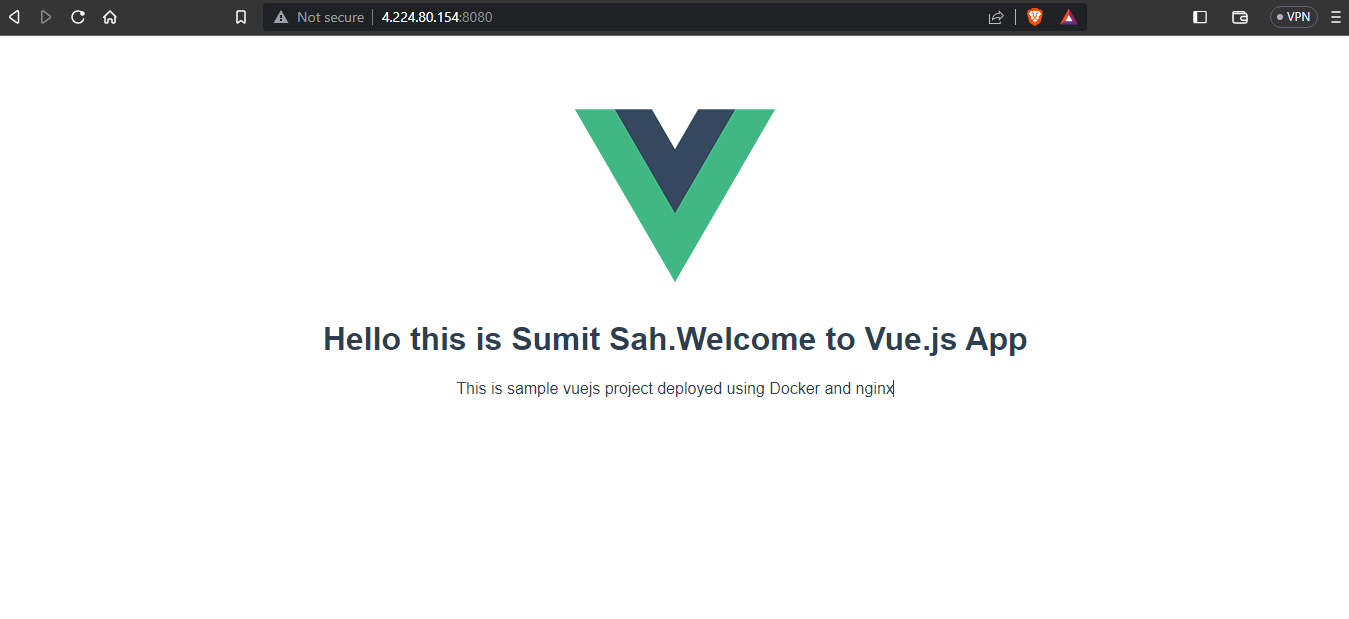 Not secure 4.224.80.154:8080
VPN
Hello this is Sumit Sah.Welcome to Vue.js App
This is sample vuejs project deployed using Docker and nginx